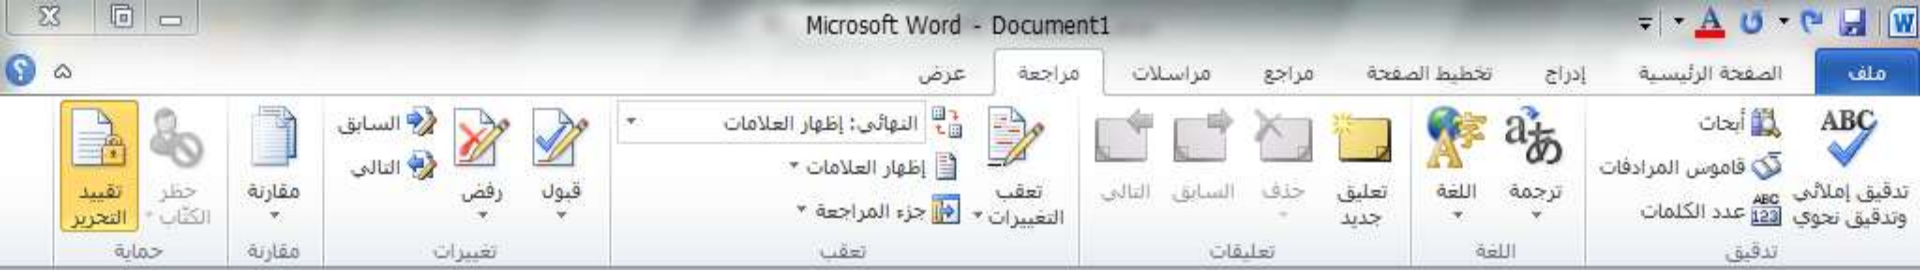 Microsoft Word - Document1
ملف
الصفحة الرئيسية
إدراج
تخطيط الصفحة
مراجع
مراسلات
مراجعة
عرض
ABC
تدقيق إملائي
وتدقيق نحوي
أبحاث
قاموس المرادفات
ABC
123
عدد الكلمات
تدقيق
ترجمة
اللغة
اللغة
تعليق
جديد
حذف
السابق
التالي
تعليقات
تعقب
التغييرات
النهائي: إظهار العلامات
إظهار العلامات
جزء المراجعة
تعقب
قبول
رفض
السابق
التالي
تغييرات
مقارنة
مقارنة
حظر
الكتّاب
تقييد
التحرير
حماية